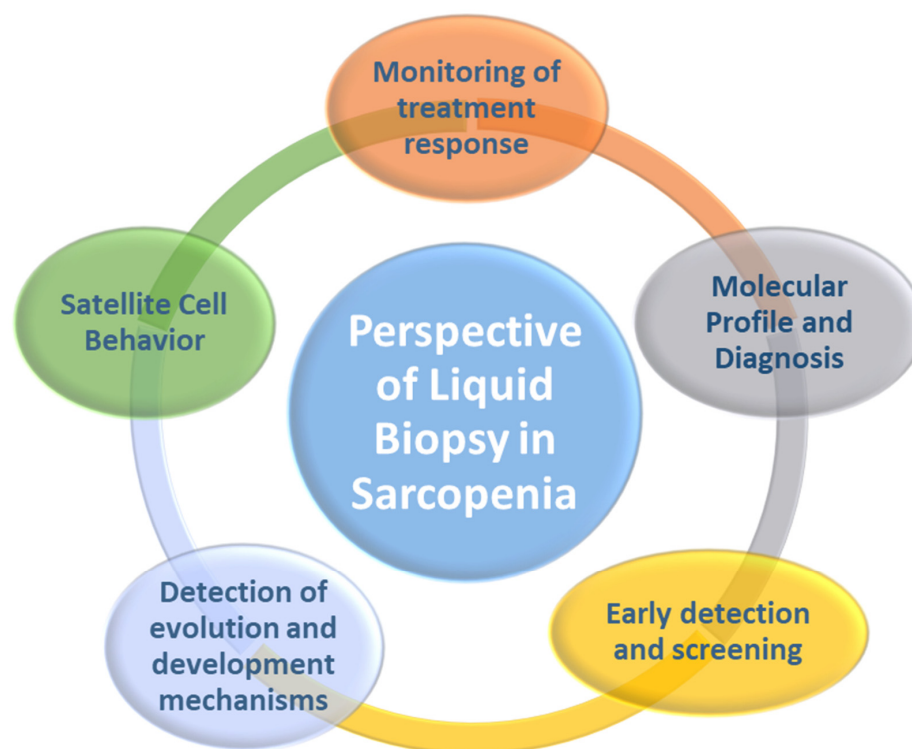 Monitoring of
treatment
response
Molecular
Profile and
Diagnosis
Early detection
and screening
Detection of
evolution and
development
mechanisms
Satellite Cell
Behavior
Perspective
of Liquid
Biopsy in
Sarcopenia